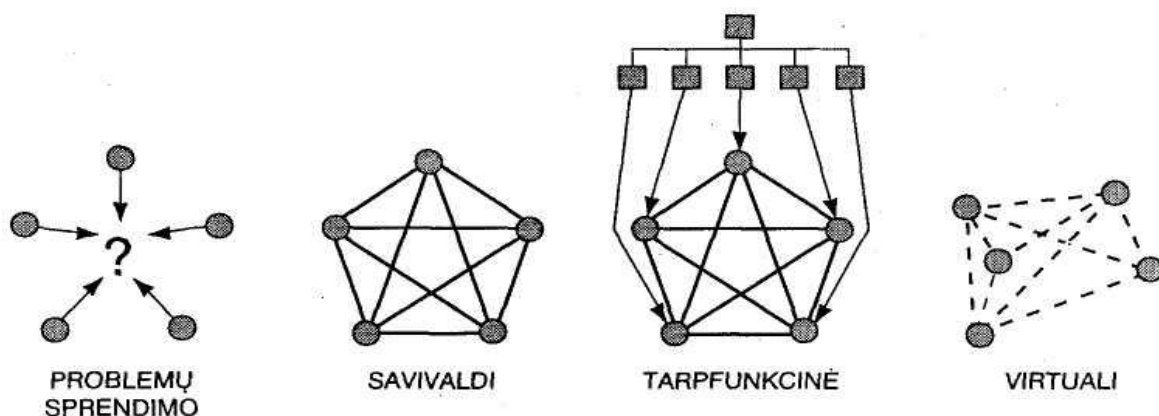 ?
PROBLEMŲ
SPRENDIMO
SAVIVALDI
TARPFUNKCINĖ
VIRTUALI